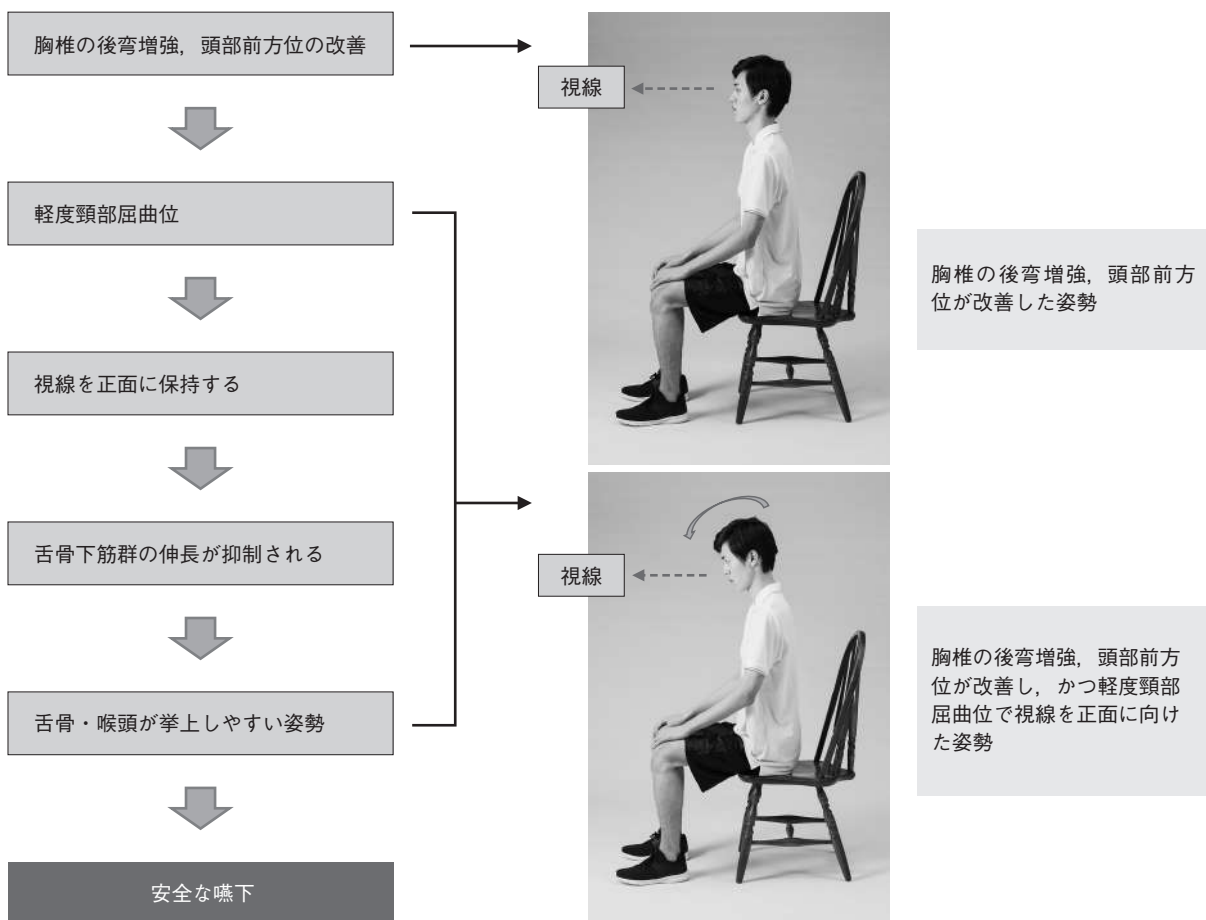 胸椎の後弯増強，頭部前方位の改善
視線
軽度頸部屈曲位
胸椎の後弯増強，頭部前方
位が改善した姿勢
視線を正面に保持する
舌骨下筋群の伸長が抑制される
視線
舌骨・喉頭が挙上しやすい姿勢
胸椎の後弯増強，頭部前方
位が改善し，かつ軽度頸部
屈曲位で視線を正面に向け
た姿勢
安全な嚥下